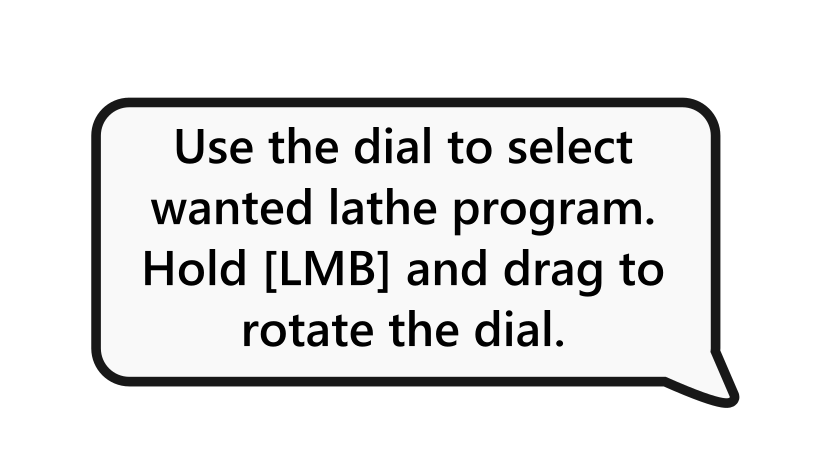 Use the dial to select
wanted lathe program.
Hold [LMB] and drag to
rotate the dial.